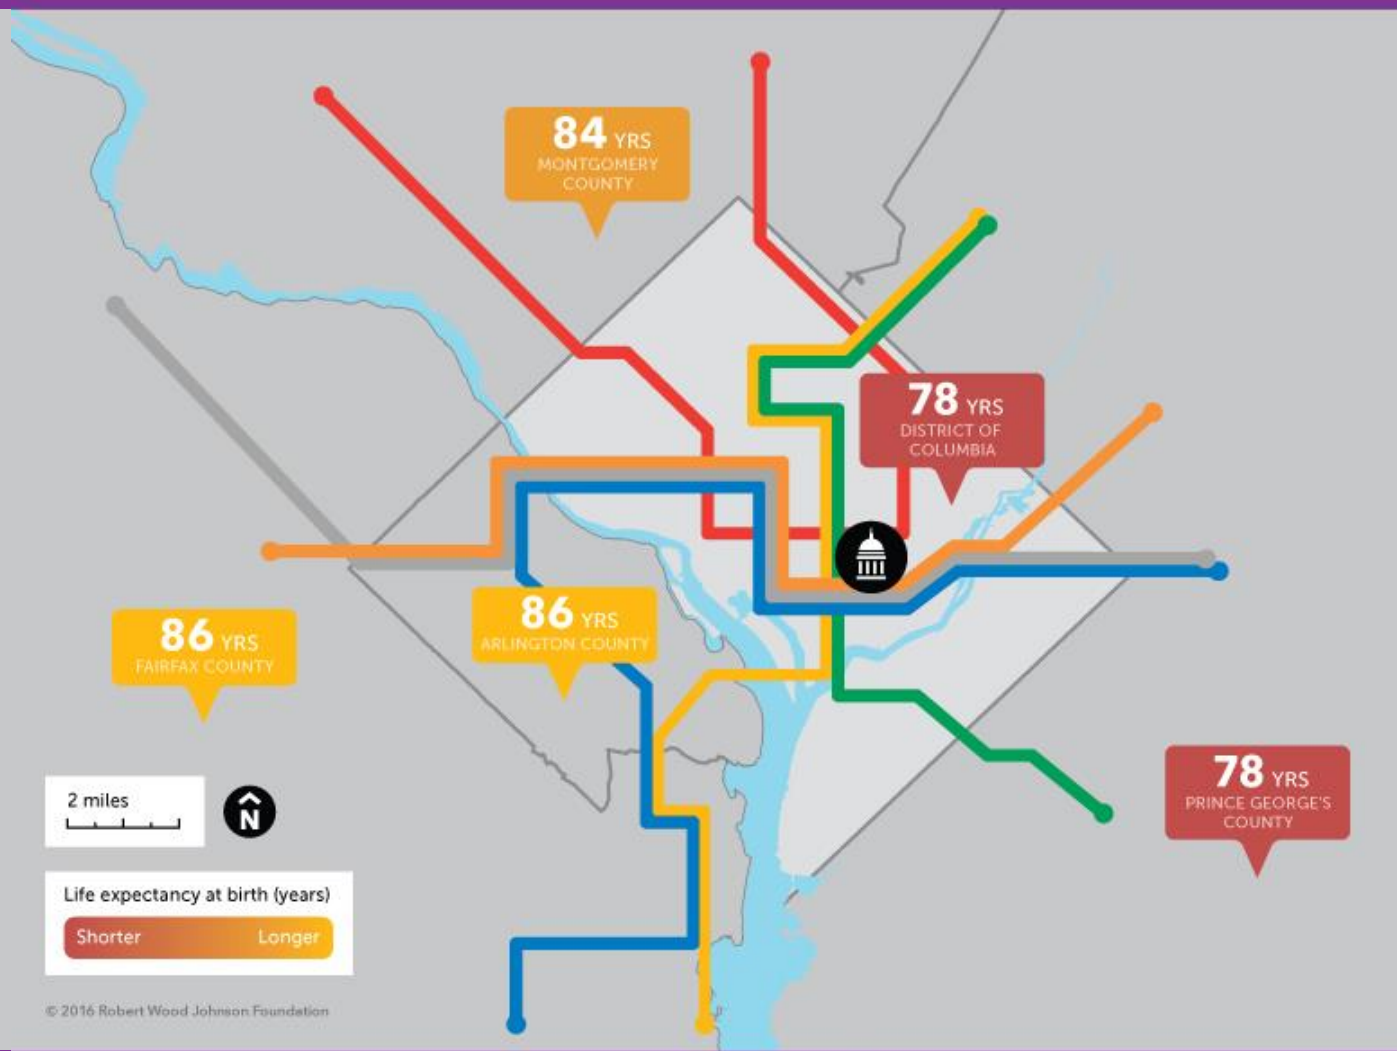 84 YRS
MONTGOMERY
COUNTY
78 YRS
DISTRICT OF
COLUMBIA
86 YRS
ARLINGTON COUNTY
86 YRS
FAIRFAX COUNTY
78 YRS
PRINCE GEORGE'S
COUNTY
2 miles
N
Life expectancy at birth (years)
Shorter Longer
© 2016 Robert Wood Johnson Foundation